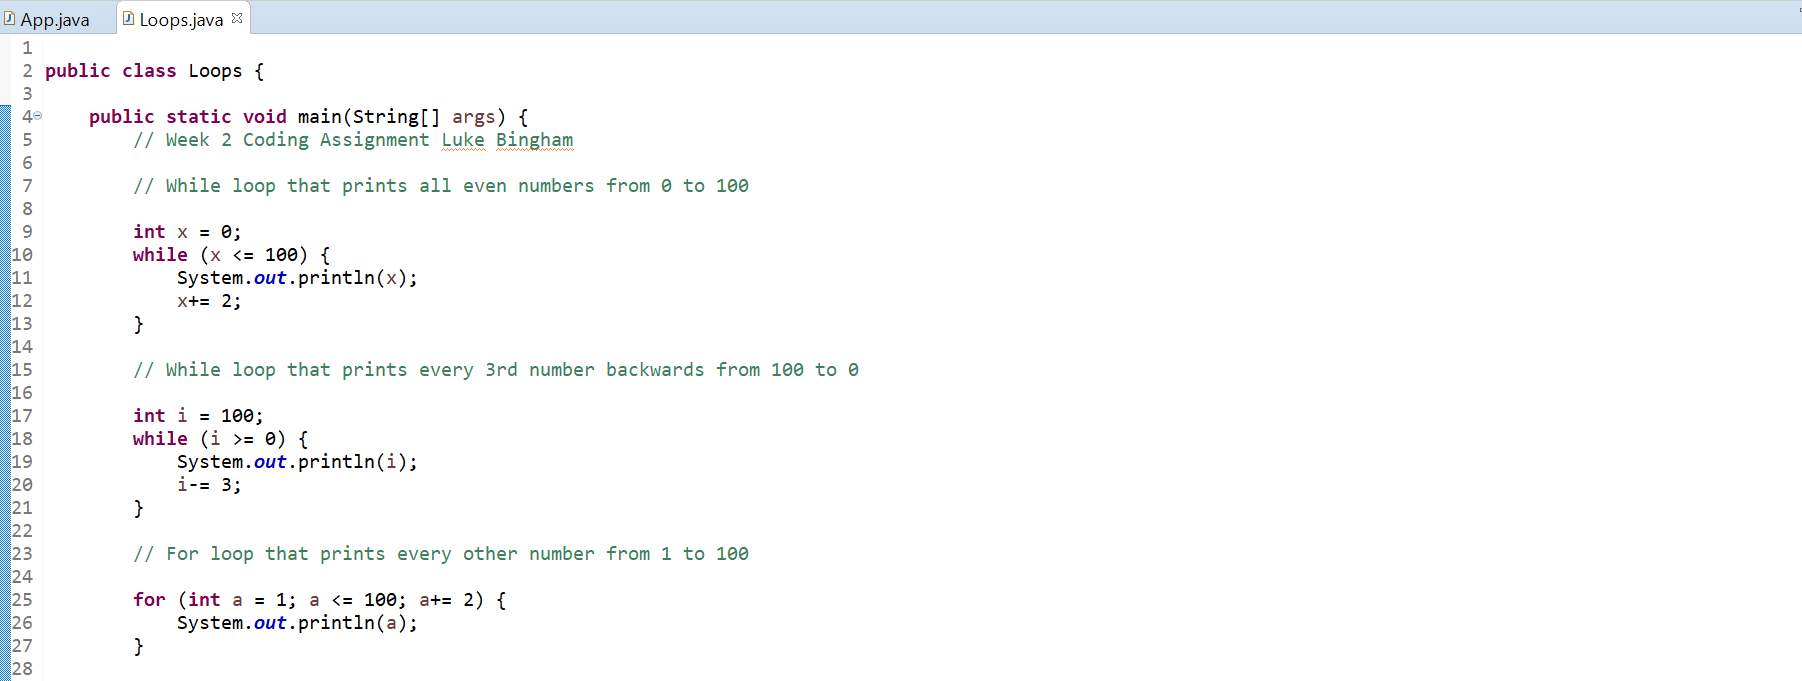 App.java Loops.java
1
2 public class Loops {
3
4     public static void main(String[] args) {
5         // Week 2 Coding Assignment Luke Bingham
6
7         // While loop that prints all even numbers from 0 to 100
8
9         int x = 0;
10         while (x <= 100) {
11             System.out.println(x);
12             x+= 2;
13         }
14
15         // While loop that prints every 3rd number backwards from 100 to 0
16
17         int i = 100;
18         while (i >= 0) {
19             System.out.println(i);
20             i-= 3;
21         }
22
23         // For loop that prints every other number from 1 to 100
24
25         for (int a = 1; a <= 100; a+= 2) {
26             System.out.println(a);
27         }
28